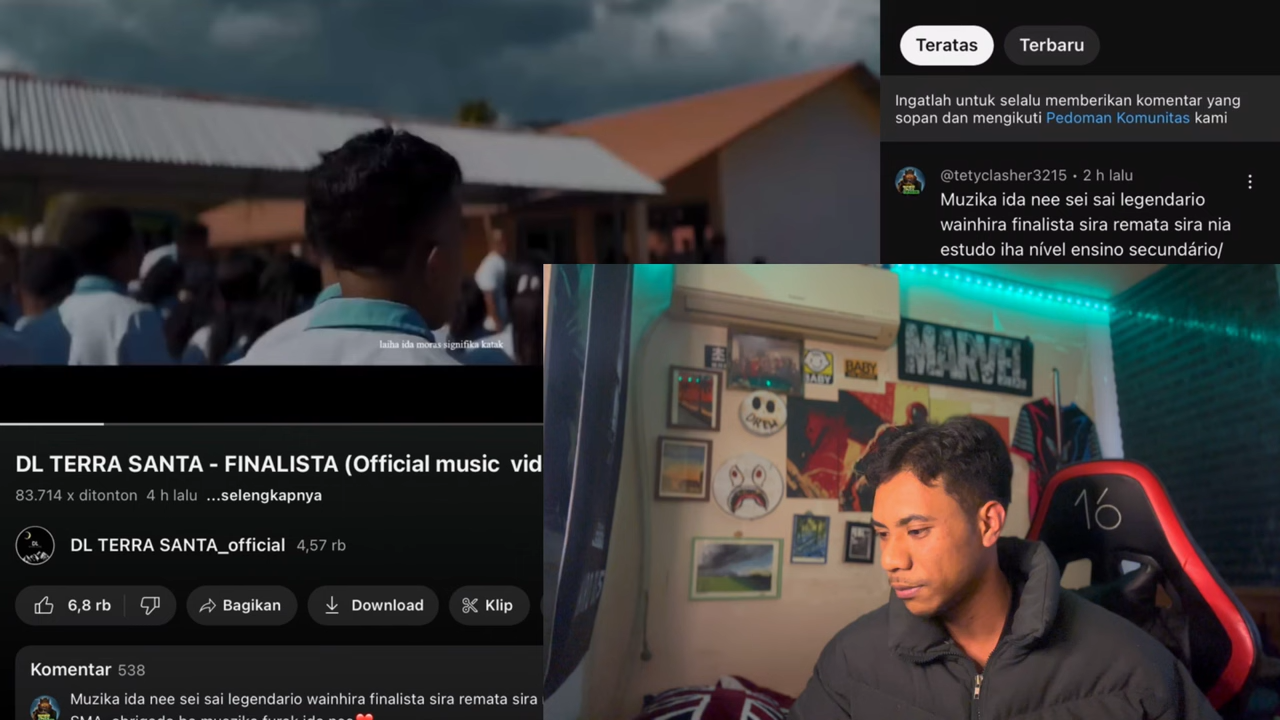 Teratas
Terbaru
Ingatlah untuk selalu memberikan komentar yang
sopan dan mengikuti Pedoman Komunitas kami
@tetyclasher3215 • 2 h lalu
Muzika ida nee sei sai legendario
wainhira finalista sira remata sira nia
estudo iha nível ensino secundário/
laiha ida moras signifika katak
DL TERRA SANTA - FINALISTA (Official music vid
83.714 x ditonton 4 h lalu ...selengkapnya
DL TERRA SANTA_official 4,57 rb
6,8 rb
Bagikan
Download
Klip
Komentar 538
Muzika ida nee sei sai legendario wainhira finalista sira remata sira
MARVEL
BABY
BABY
DREW
16